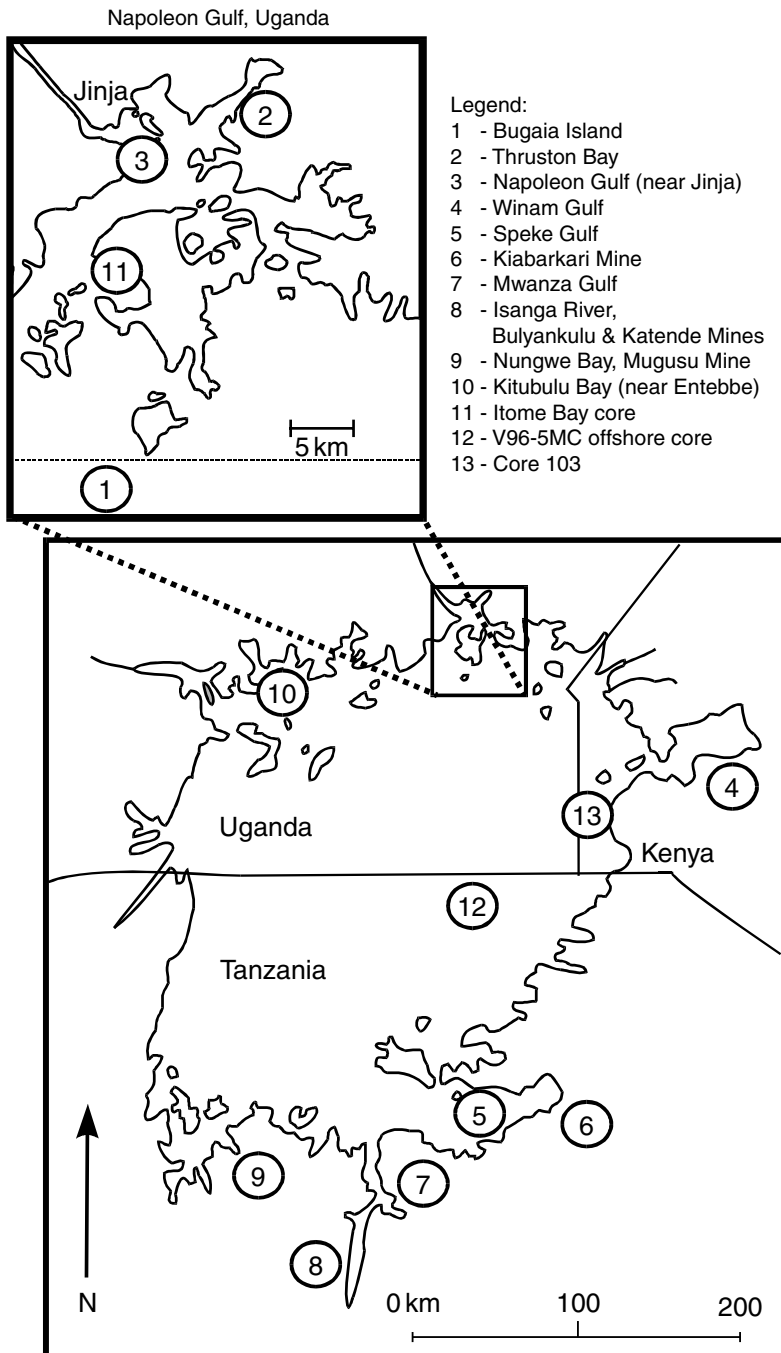 Napoleon Gulf, Uganda
Jinja
2
3
11
5 km
1
Legend:
1 - Bugaia Island
2 - Thruston Bay
3 - Napoleon Gulf (near Jinja)
4 - Winam Gulf
5 - Speke Gulf
6 - Kiabarkari Mine
7 - Mwanza Gulf
8 - Isanga River,
Bulyankulu & Katende Mines
9 - Nungwe Bay, Mugusu Mine
10 - Kitubulu Bay (near Entebbe)
11 - Itome Bay core
12 - V96-5MC offshore core
13 - Core 103
10
4
13
Uganda
Kenya
12
Tanzania
5
6
9
7
8
N
0 km 100 200